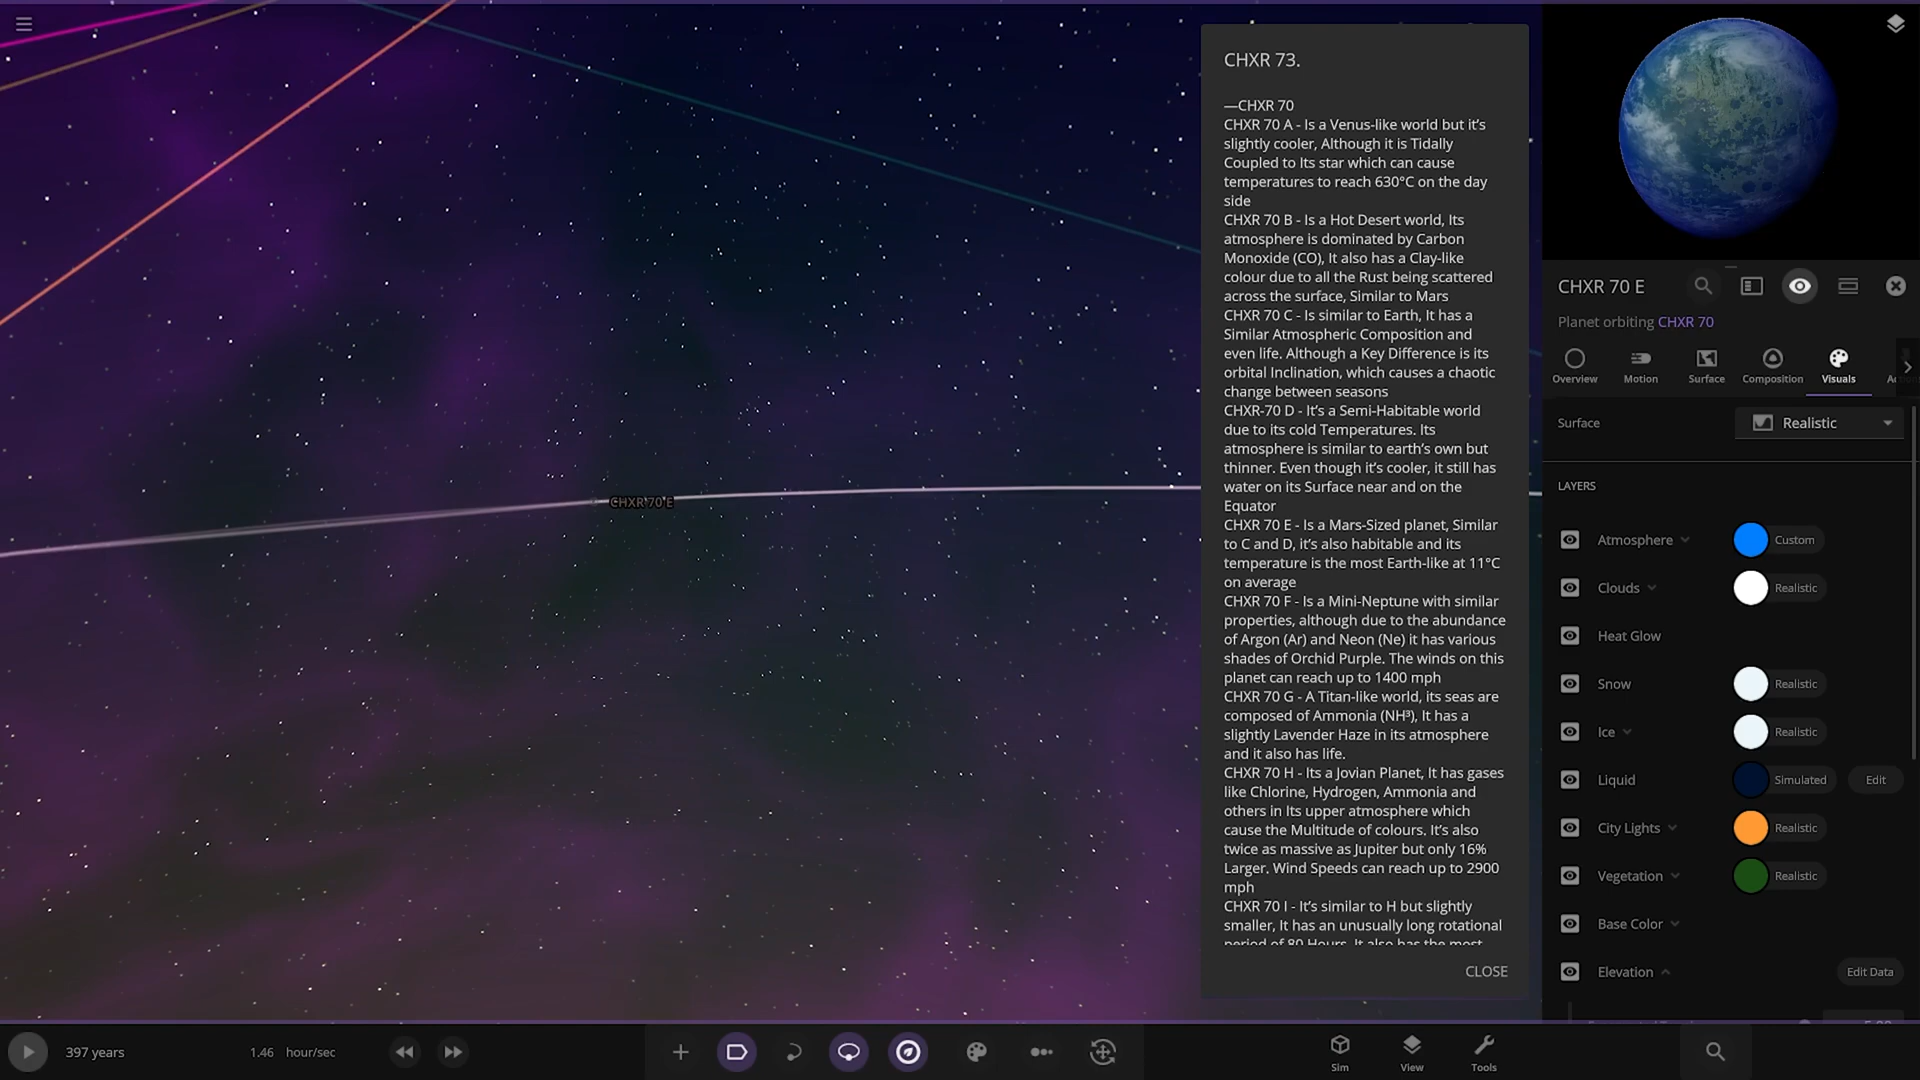 CHXR 73.
—CHXR 70
CHXR 70 A - Is a Venus-like world but it's
slightly cooler, Although it is Tidally
Coupled to Its star which can cause
temperatures to reach 630°C on the day
side
CHXR 70 B - Is a Hot Desert world, Its
atmosphere is dominated by Carbon
Monoxide (CO), It also has a Clay-like
colour due to all the Rust being scattered
across the surface, Similar to Mars
CHXR 70 C - Is similar to Earth, It has a
Similar Atmospheric Composition and
even life. Although a Key Difference is its
orbital Inclination, which causes a chaotic
change between seasons
CHXR-70 D - It's a Semi-Habitable world
due to its cold Temperatures. Its
atmosphere is similar to earth's own but
thinner. Even though it's cooler, it still has
water on its Surface near and on the
Equator
CHXR 70 E - Is a Mars-Sized planet, Similar
to C and D, it's also habitable and its
temperature is the most Earth-like at 11°C
on average
CHXR 70 F - Is a Mini-Neptune with similar
properties, although due to the abundance
of Argon (Ar) and Neon (Ne) it has various
shades of Orchid Purple. The winds on this
planet can reach up to 1400 mph
CHXR 70 G - A Titan-like world, its seas are
composed of Ammonia (NH³), It has a
slightly Lavender Haze in its atmosphere
and it also has life.
CHXR 70 H - Its a Jovian Planet, It has gases
like Chlorine, Hydrogen, Ammonia and
others in Its upper atmosphere which
cause the Multitude of colours. It's also
twice as massive as Jupiter but only 16%
Larger. Wind Speeds can reach up to 2900
mph
CHXR 70 I - It's similar to H but slightly
smaller, It has an unusually long rotational
period of 80 Hours. It also has the most
CLOSE
CHXR 70 E
CHXR 70 E
Planet orbiting CHXR 70
Overview Motion Surface Composition Visuals
Surface Realistic
LAYERS
Atmosphere Custom
Clouds Realistic
Heat Glow
Snow Realistic
Ice Realistic
Liquid Simulated Edit
City Lights Realistic
Vegetation Realistic
Base Color
Elevation Edit Data
397 years 1.46 hour/sec
Sim View Tools